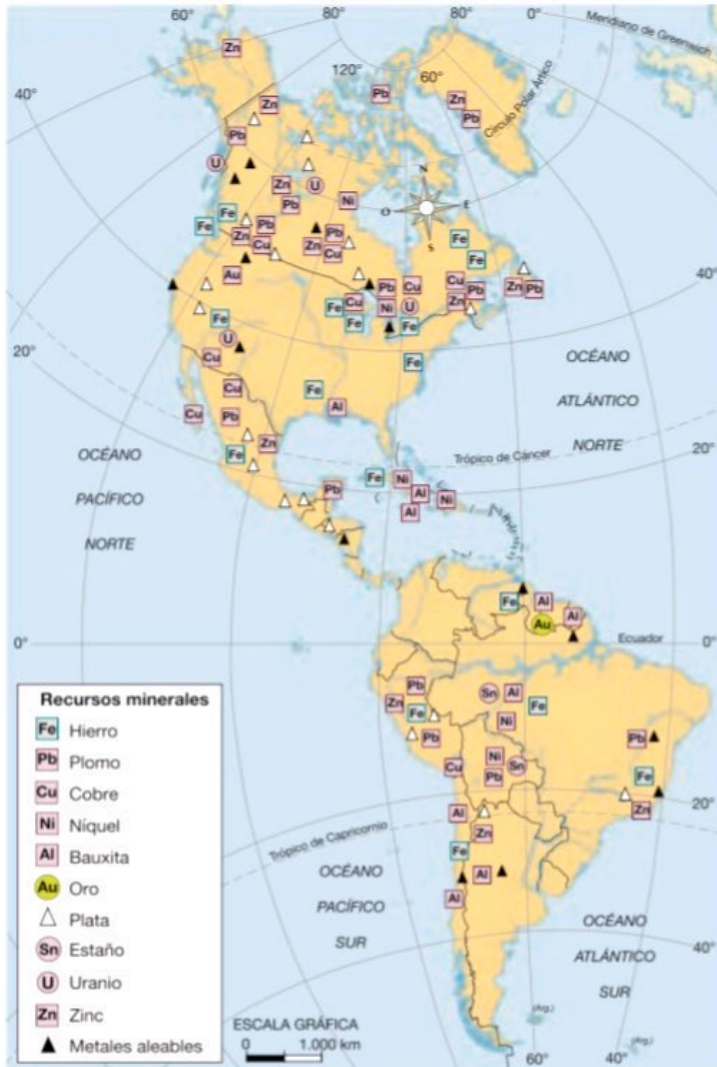 60°
80°
80°
0°
Meridiano de Greenwich
Zn
120°
60°
Círculo Polar Ártico
40°
Zn
Pb
Zn
Pb
Pb
U
Zn
U
Pb
Ni
N
O
E
S
Fe
Fe
Pb
Zn
Cu
Pb
Zn
Cu
Fe
Fe
Au
40°
Pb
Cu
Cu
Pb
Zn
Zn
Pb
Fe
Cu
Ni
U
Fe
Fe
20°
Fe
U
Cu
Fe
OCÉANO
ATLÁNTICO
NORTE
Cu
Cu
Pb
Fe
Al
20°
Zn
Fe
Trópico de Cáncer
OCÉANO
PACÍFICO
NORTE
Pb
Fe
Ni
Al
Ni
Al
Fe
Al
Al
Au
0°
Ecuador
0°
Pb
Sn
Al
Zn
Fe
Fe
Ni
Pb
Pb
Cu
Ni
Sn
Pb
Fe
Zn
20°
Al
Zn
Trópico de Capricornio
Fe
Al
Al
OCÉANO
PACÍFICO
SUR
OCÉANO
ATLÁNTICO
SUR
40°
(Arg.)
(Arg.)
60°
40°
Recursos minerales
Fe Hierro
Pb Plomo
Cu Cobre
Ni Níquel
Al Bauxita
Au Oro
Plata
Sn Estaño
U Uranio
Zn Zinc
Metales aleables
ESCALA GRÁFICA
0 1.000 km